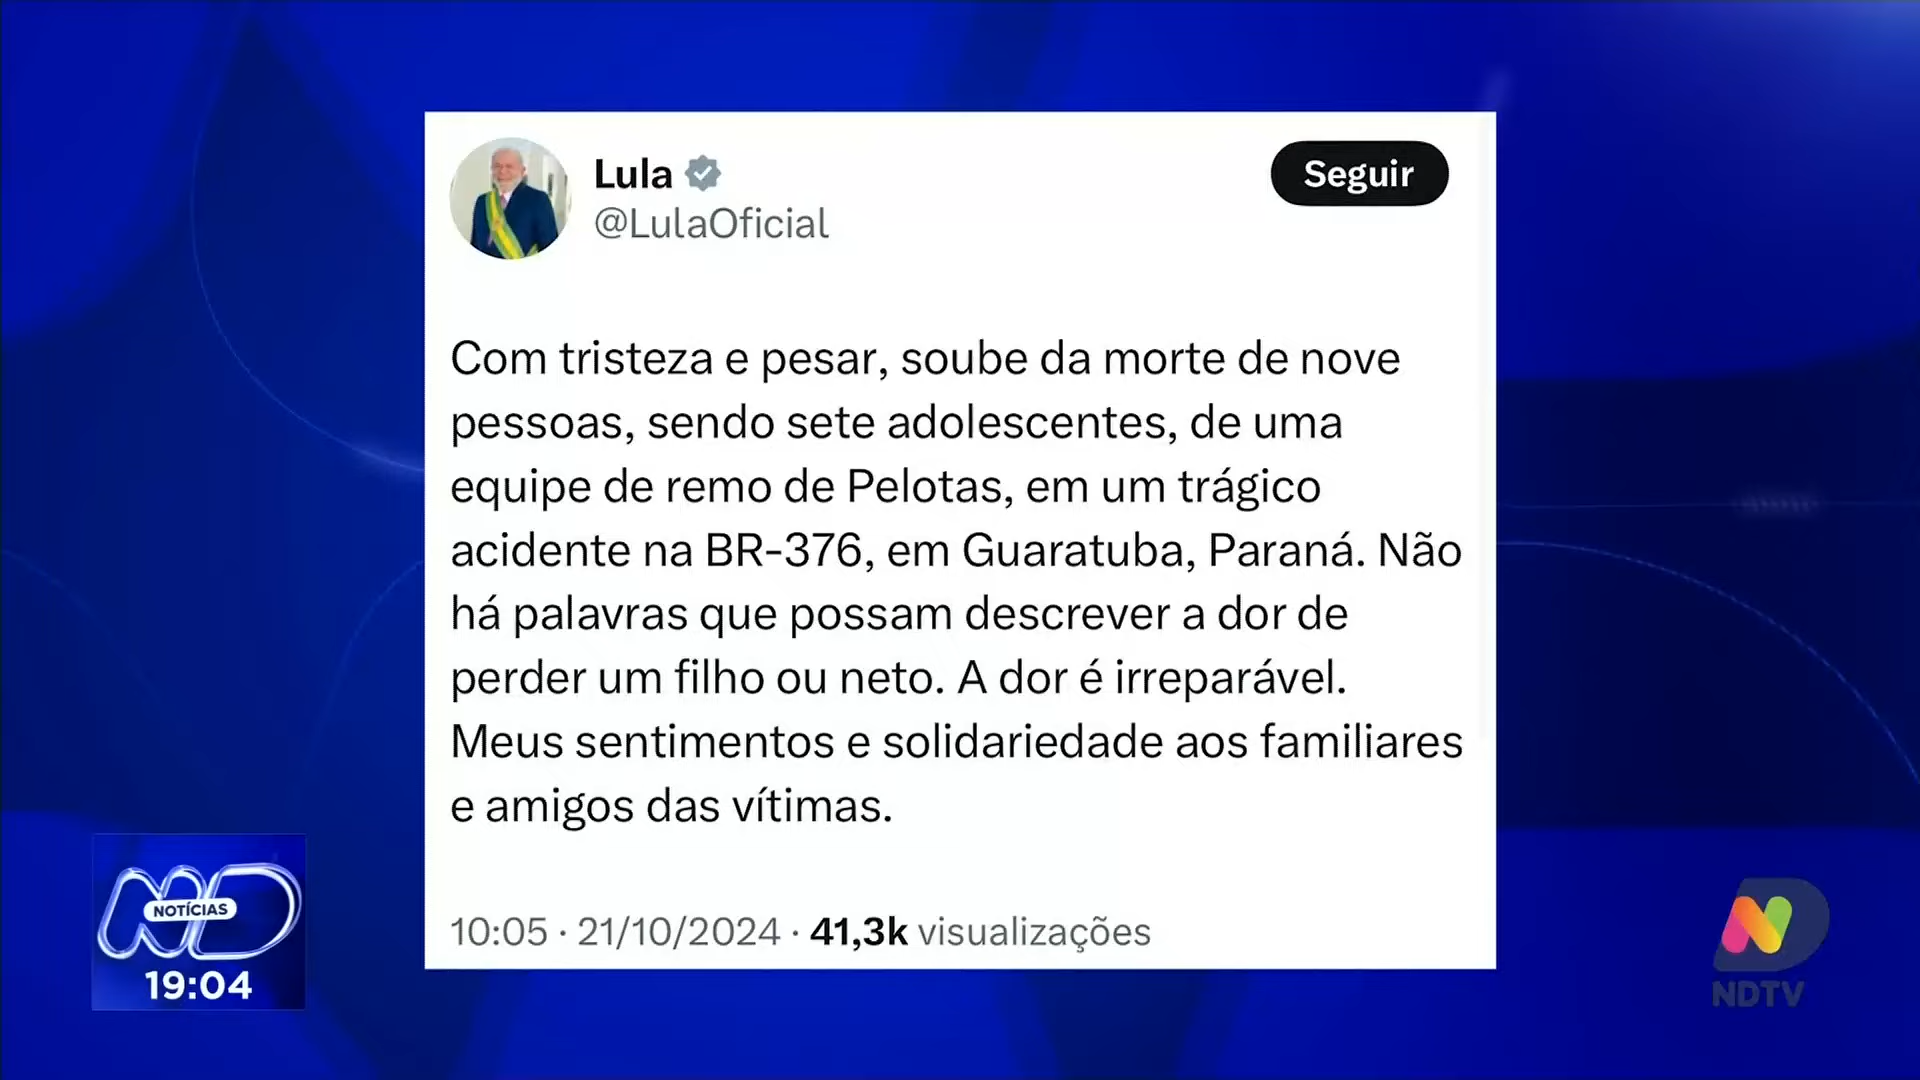 Lula
@LulaOficial
Seguir
Com tristeza e pesar, soube da morte de nove
pessoas, sendo sete adolescentes, de uma
equipe de remo de Pelotas, em um trágico
acidente na BR-376, em Guaratuba, Paraná. Não
há palavras que possam descrever a dor de
perder um filho ou neto. A dor é irreparável.
Meus sentimentos e solidariedade aos familiares
e amigos das vítimas.
10:05 · 21/10/2024 · 41,3k visualizações
ND
NOTÍCIAS
19:04
ND
NDTV